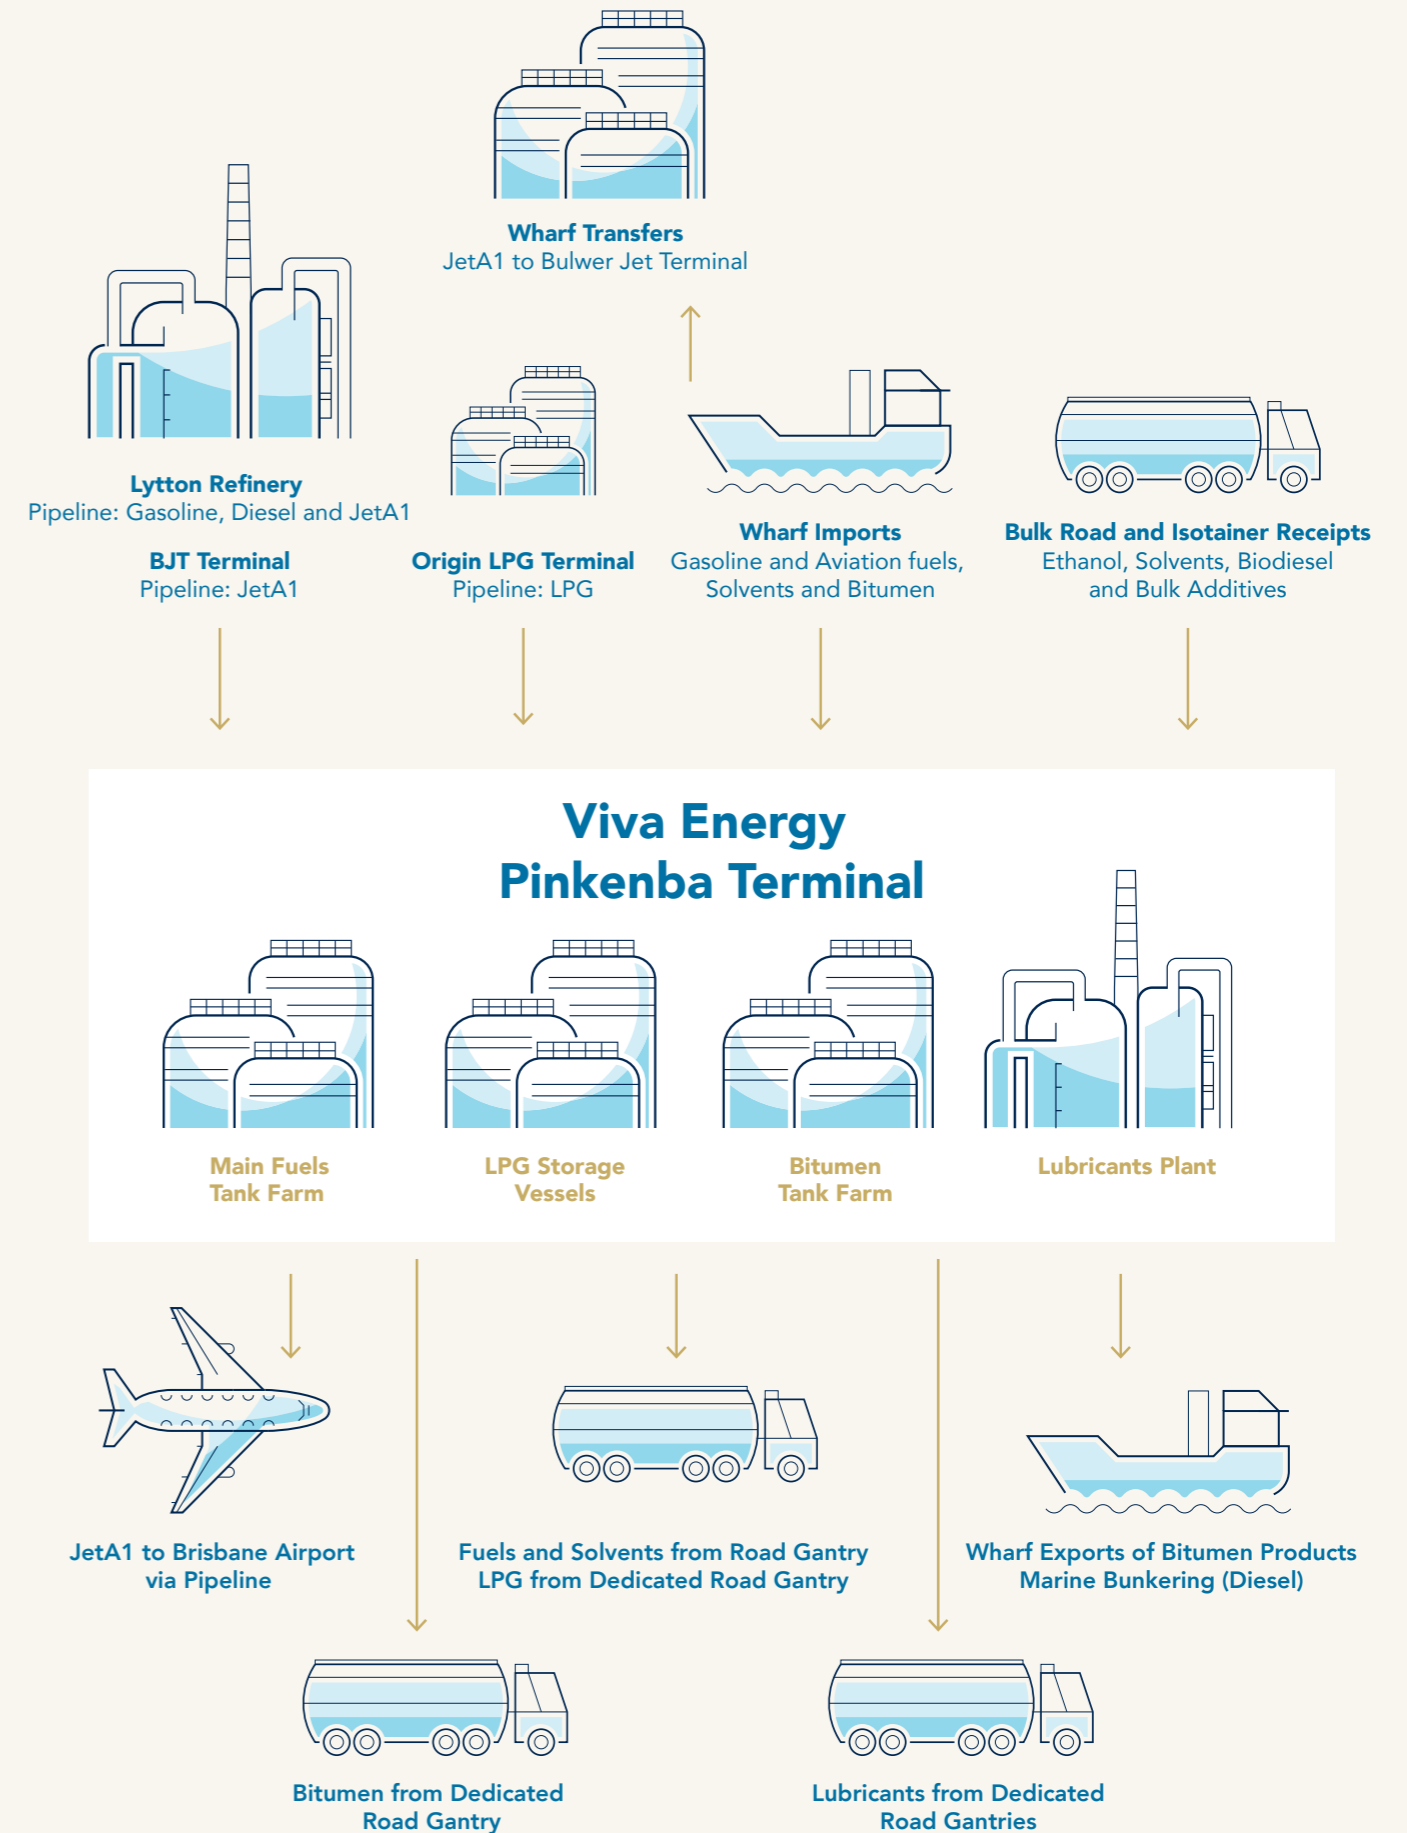 Wharf Transfers
JetA1 to Bulwer Jet Terminal
Lytton Refinery
Pipeline: Gasoline, Diesel and JetA1
BJT Terminal
Pipeline: JetA1
Origin LPG Terminal
Pipeline: LPG
Wharf Imports
Gasoline and Aviation fuels,
Solvents and Bitumen
Bulk Road and Isotainer Receipts
Ethanol, Solvents, Biodiesel
and Bulk Additives
Viva Energy
Pinkenba Terminal
Main Fuels
Tank Farm
LPG Storage
Vessels
Bitumen
Tank Farm
Lubricants Plant
JetA1 to Brisbane Airport
via Pipeline
Fuels and Solvents from Road Gantry
LPG from Dedicated Road Gantry
Wharf Exports of Bitumen Products
Marine Bunkering (Diesel)
Bitumen from Dedicated
Road Gantry
Lubricants from Dedicated
Road Gantries